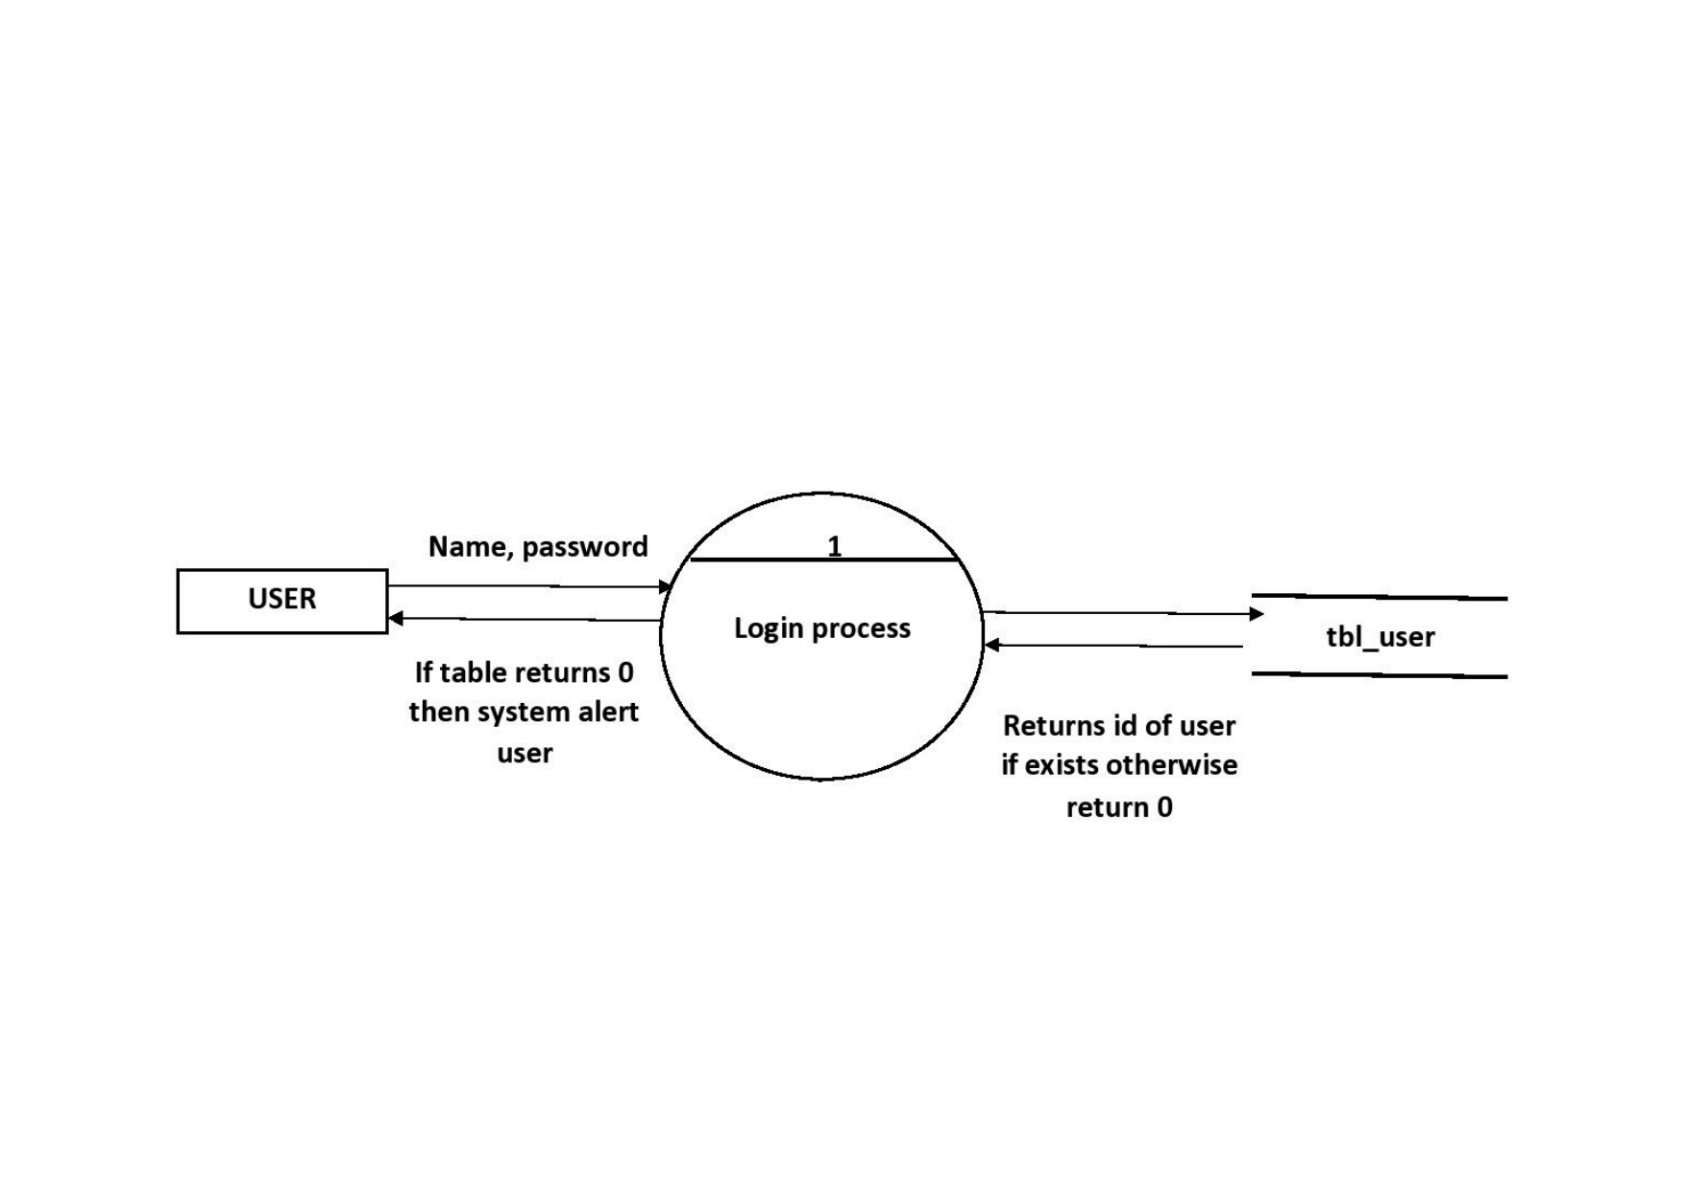 Name, password
1
USER
Login process
tbl_user
If table returns 0
then system alert
user
Returns id of user
if exists otherwise
return 0